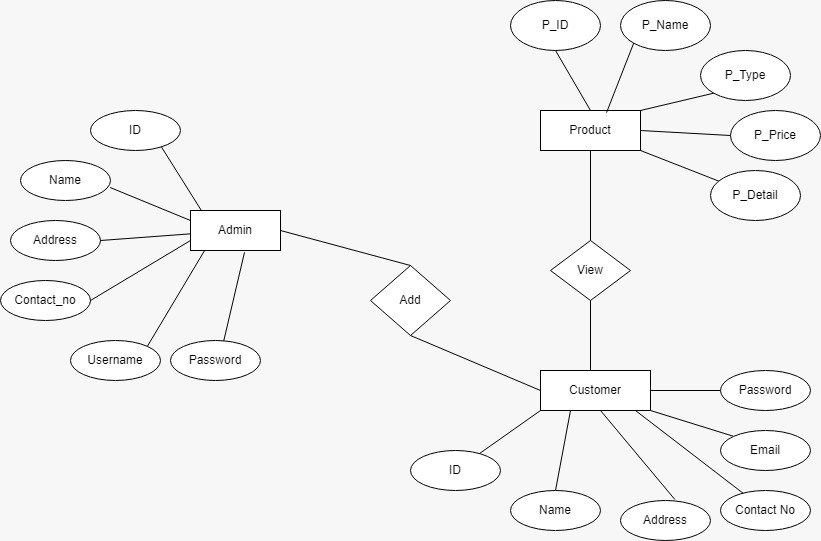 P_ID
P_Name
P_Type
ID
Product
P_Price
Name
P_Detail
Admin
Address
View
Contact_no
Add
Username
Password
Customer
Password
Email
ID
Name
Address
Contact No